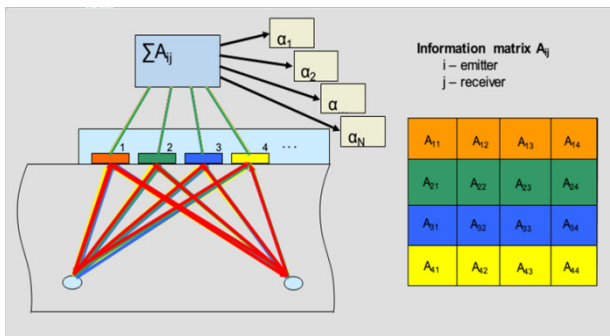 ∑Aij
α1
α2
α...
αN
1 2 3 4 ...
Information matrix Aij
i – emitter
j – receiver
A11 A12 A13 A14
A21 A22 A23 A24
A31 A32 A33 A34
A41 A42 A43 A44